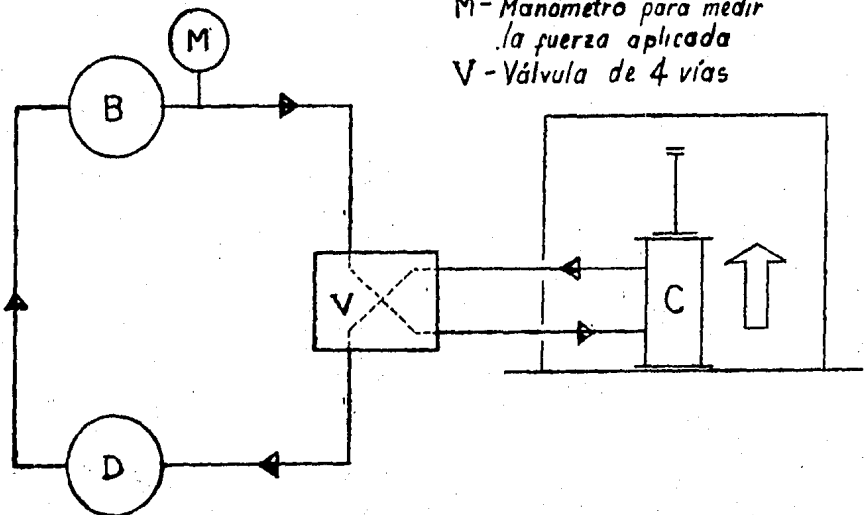 M - Manometro para medir
la fuerza aplicada
V - Válvula de 4 vías
M
B
V
C
D